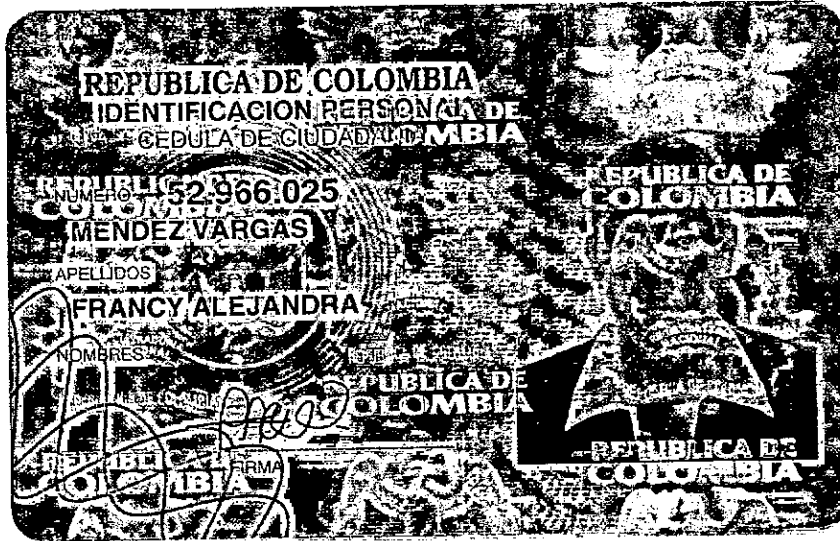 REPUBLICA DE COLOMBIA
IDENTIFICACION PERSONAL
CEDULA DE CIUDADANIA
NUMERO 52.966.025
MENDEZ VARGAS
APELLIDOS
FRANCY ALEJANDRA
NOMBRES
FIRMA
REPUBLICA DE
COLOMBIA
REPUBLICA DE
COLOMBIA
REPUBLICA DE
COLOMBIA